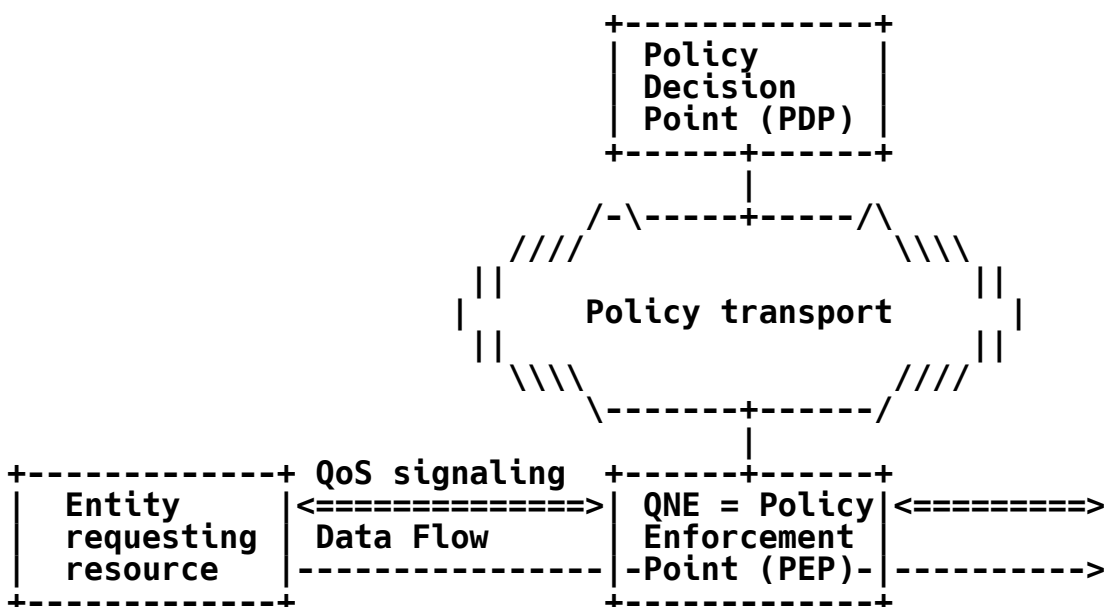 Policy
Decision
Point (PDP)
Policy transport
QoS signaling
Entity QNE = Policy
requesting Data Flow Enforcement
resource Point (PEP)